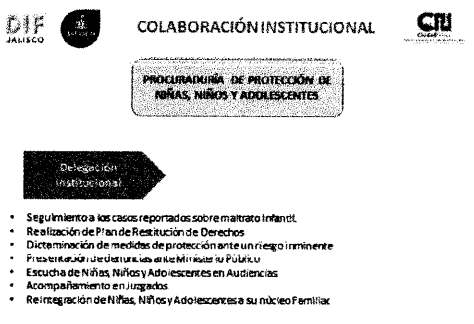 DIF
JALISCO
COLABORACIÓN INSTITUCIONAL
PROCURADURÍA DE PROTECCIÓN DE
NIÑAS, NIÑOS Y ADOLESCENTES
Delegación
Institucional
• Seguimiento a los casos reportados sobre maltrato Infantil.
• Realización de Plan de Restitución de Derechos
• Dictaminación de medidas de protección ante un riesgo inminente
• Presentación de denuncias ante Ministerio Público
• Escucha de Niñas, Niños y Adolescentes en Audiencias
• Acompañamiento en Juzgados
• Reintegración de Niñas, Niños y Adolescentes a su núcleo Familiar